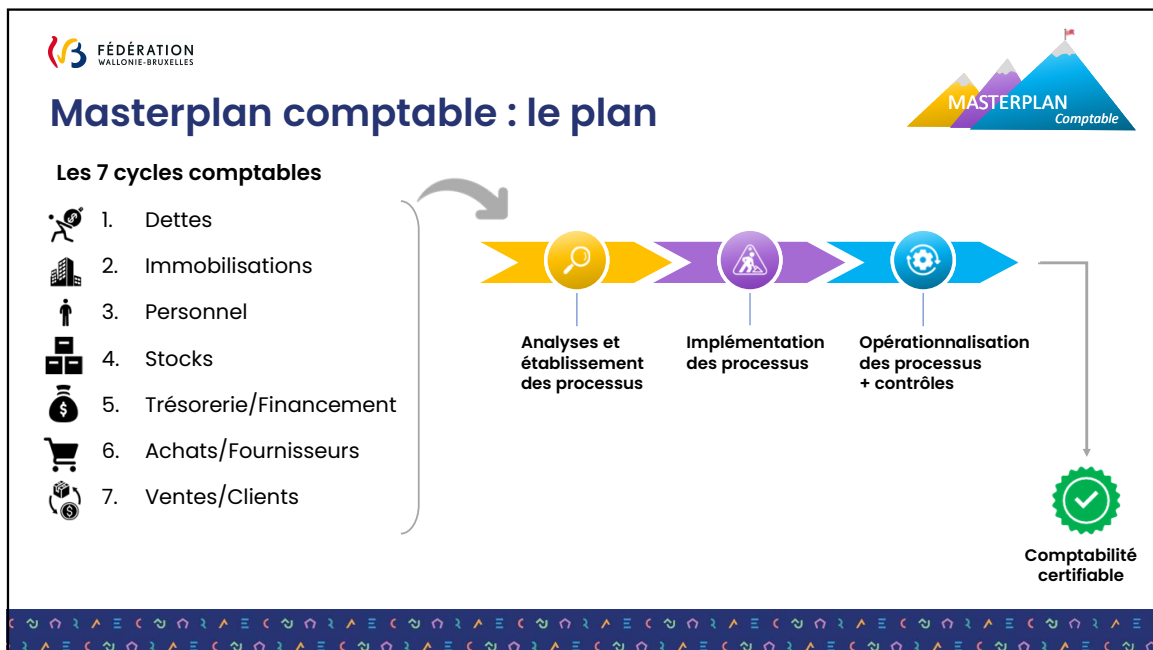 FÉDÉRATION
WALLONIE-BRUXELLES
MASTERPLAN
Comptable
Masterplan comptable : le plan
Les 7 cycles comptables
1. Dettes
2. Immobilisations
3. Personnel
4. Stocks
5. Trésorerie/Financement
6. Achats/Fournisseurs
7. Ventes/Clients
Analyses et
établissement
des processus
Implémentation
des processus
Opérationnalisation
des processus
+ contrôles
Comptabilité
certifiable